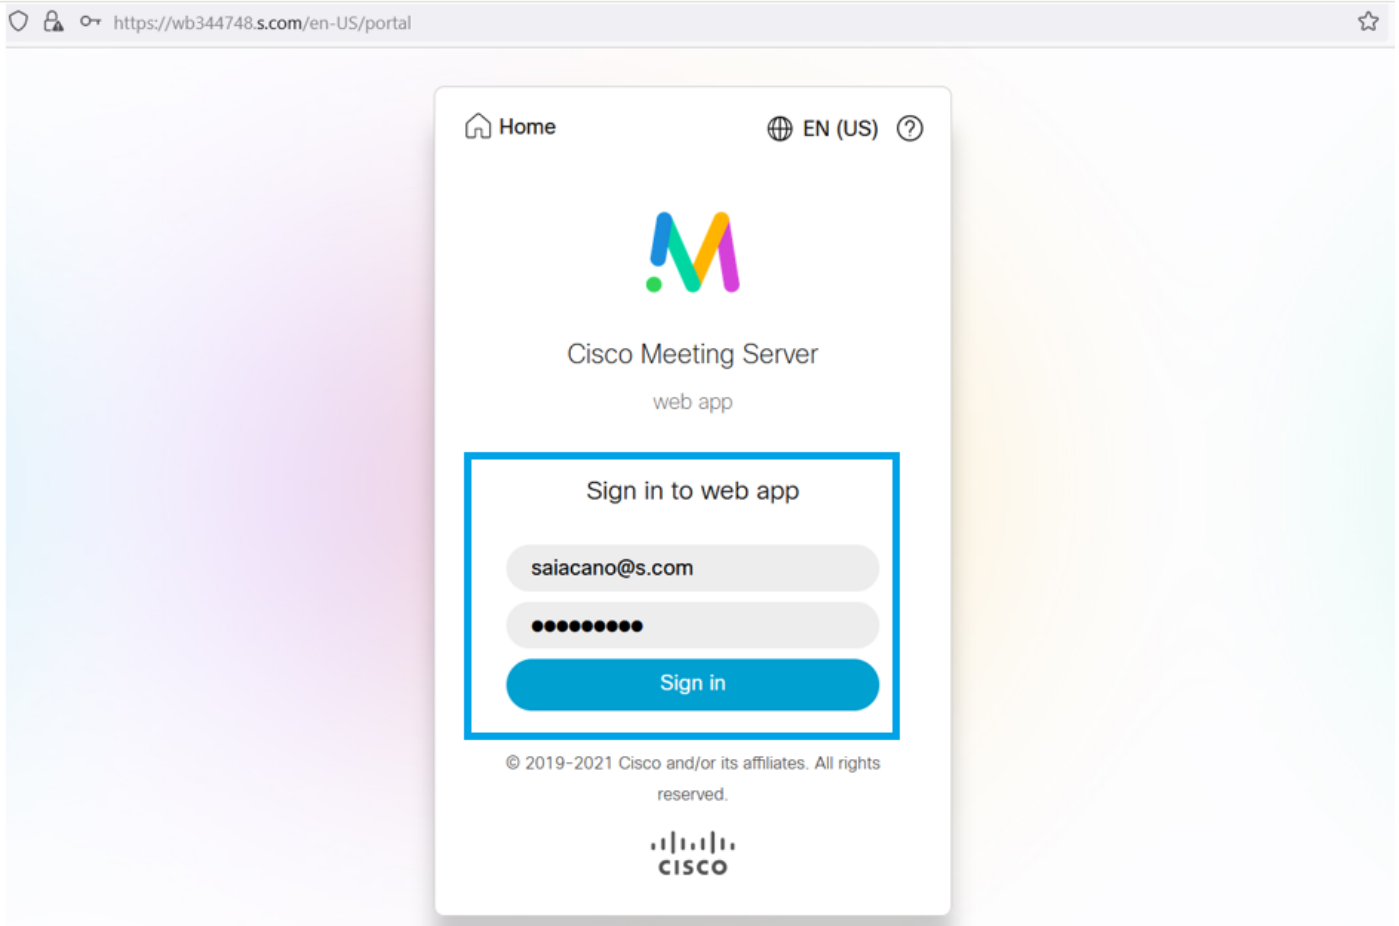 https://wb344748.s.com/en-US/portal
Home
EN (US)
Cisco Meeting Server
web app
Sign in to web app
saiacano@s.com
●●●●●●●●●
Sign in
© 2019-2021 Cisco and/or its affiliates. All rights
reserved.
CISCO